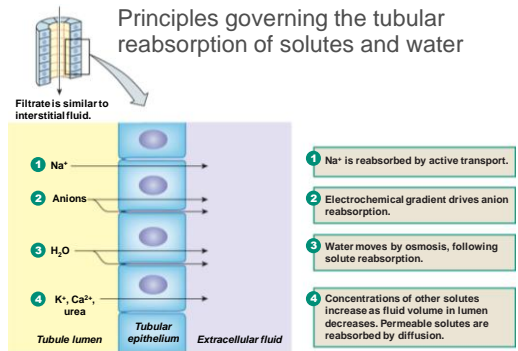 Principles governing the tubular
reabsorption of solutes and water
Filtrate is similar to
interstitial fluid.
1 Na⁺
2 Anions
3 H₂O
4 K⁺, Ca²⁺,
urea
Tubule lumen
Tubular
epithelium
Extracellular fluid
1 Na⁺ is reabsorbed by active transport.
2 Electrochemical gradient drives anion
reabsorption.
3 Water moves by osmosis, following
solute reabsorption.
4 Concentrations of other solutes
increase as fluid volume in lumen
decreases. Permeable solutes are
reabsorbed by diffusion.